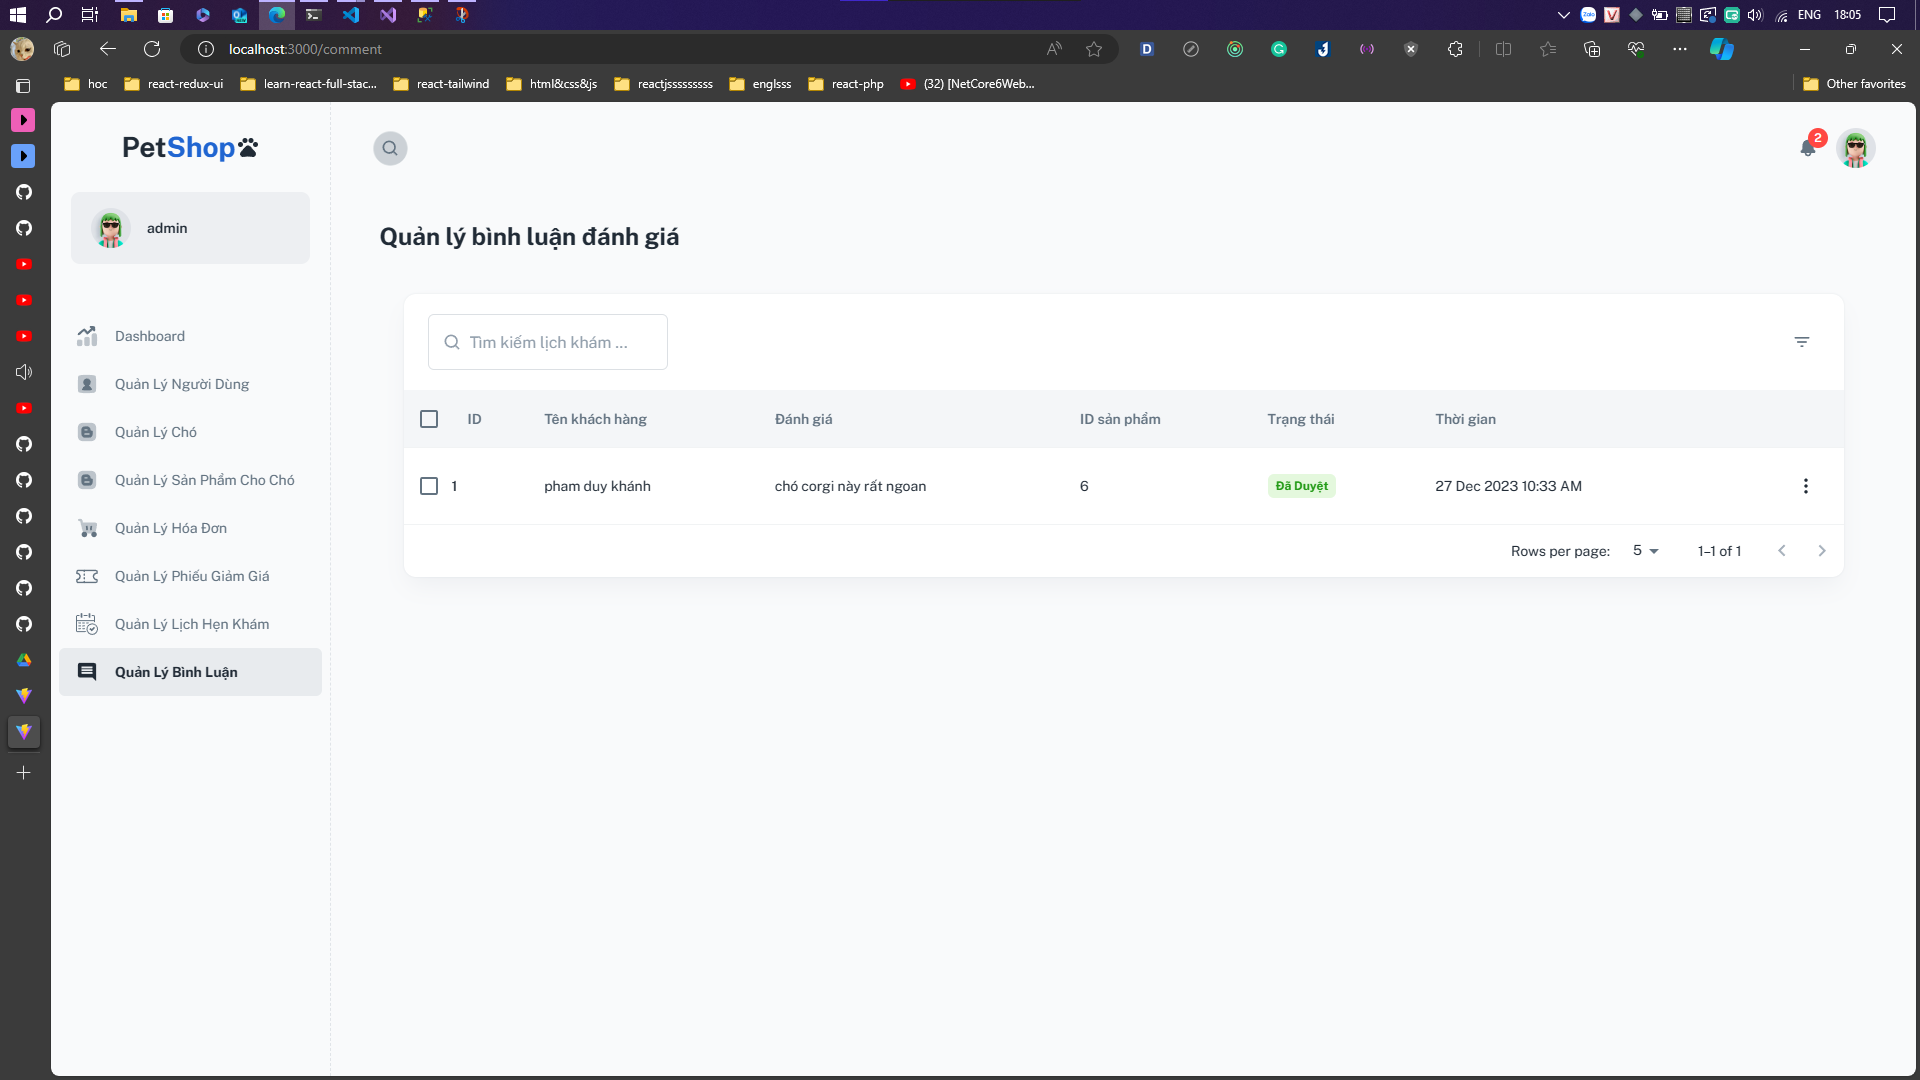 ENG 18:05
localhost:3000/comment
hoc react-redux-ui learn-react-full-stac... react-tailwind html&css&js reactjsssssssss englsss react-php (32) [NetCore6Web... Other favorites
PetShop
2
admin
Quản lý bình luận đánh giá
Dashboard
Quản Lý Người Dùng
Quản Lý Chó
Quản Lý Sản Phẩm Cho Chó
Quản Lý Hóa Đơn
Quản Lý Phiếu Giảm Giá
Quản Lý Lịch Hẹn Khám
Quản Lý Bình Luận
Tìm kiếm lịch khám ...
ID Tên khách hàng Đánh giá ID sản phẩm Trạng thái Thời gian
1 pham duy khánh chó corgi này rất ngoan 6 Đã Duyệt 27 Dec 2023 10:33 AM
Rows per page: 5 1–1 of 1